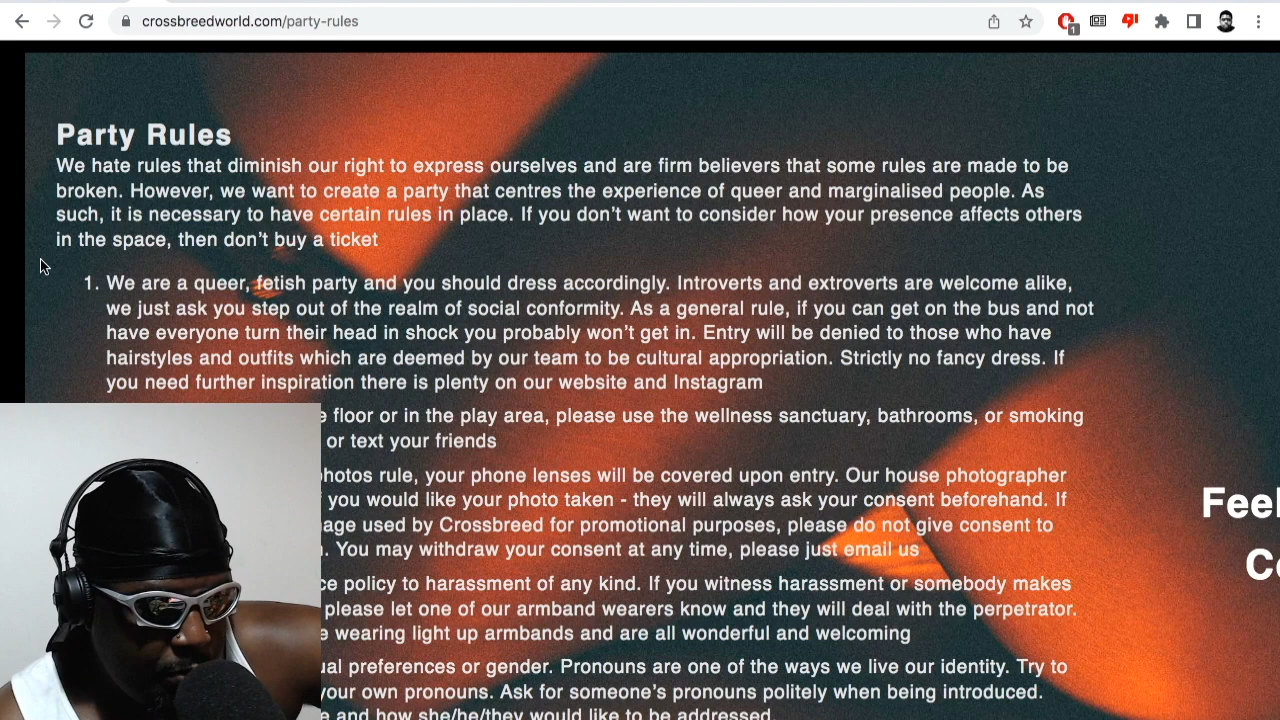 crossbreedworld.com/party-rules
1
Party Rules
We hate rules that diminish our right to express ourselves and are firm believers that some rules are made to be
broken. However, we want to create a party that centres the experience of queer and marginalised people. As
such, it is necessary to have certain rules in place. If you don’t want to consider how your presence affects others
in the space, then don’t buy a ticket
1. We are a queer, fetish party and you should dress accordingly. Introverts and extroverts are welcome alike,
we just ask you step out of the realm of social conformity. As a general rule, if you can get on the bus and not
have everyone turn their head in shock you probably won’t get in. Entry will be denied to those who have
hairstyles and outfits which are deemed by our team to be cultural appropriation. Strictly no fancy dress. If
you need further inspiration there is plenty on our website and Instagram
floor or in the play area, please use the wellness sanctuary, bathrooms, or smoking
or text your friends
photos rule, your phone lenses will be covered upon entry. Our house photographer
you would like your photo taken - they will always ask your consent beforehand. If
used by Crossbreed for promotional purposes, please do not give consent to
You may withdraw your consent at any time, please just email us
policy to harassment of any kind. If you witness harassment or somebody makes
please let one of our armband wearers know and they will deal with the perpetrator.
wearing light up armbands and are all wonderful and welcoming
preferences or gender. Pronouns are one of the ways we live our identity. Try to
your own pronouns. Ask for someone’s pronouns politely when being introduced.
and how she/he/they would like to be addressed